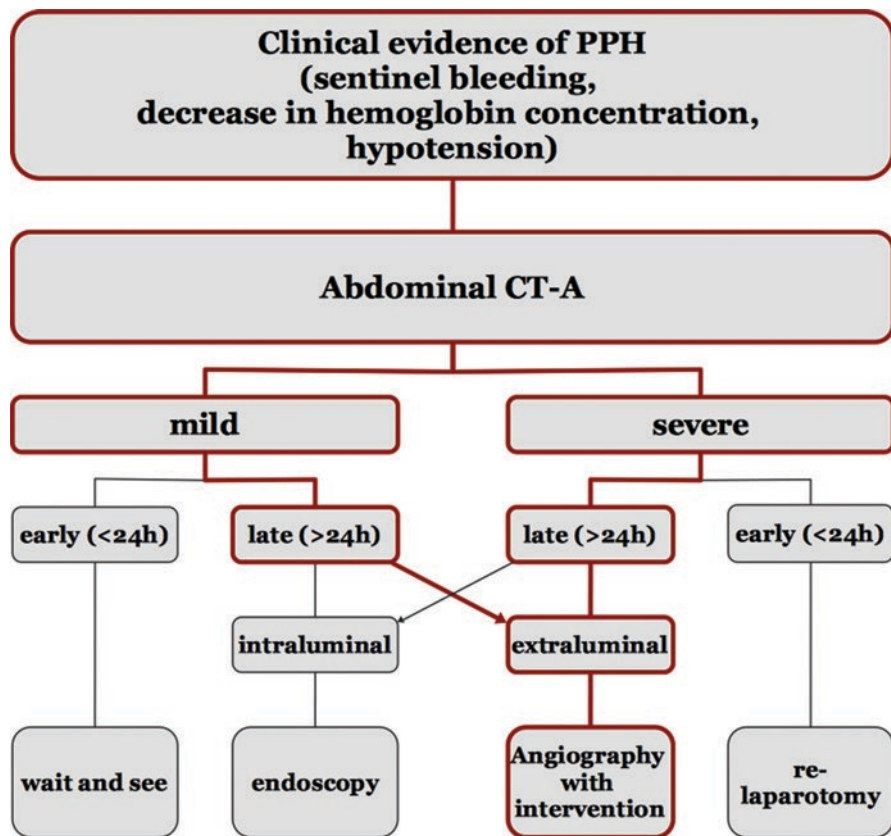 Clinical evidence of PPH
(sentinel bleeding,
decrease in hemoglobin concentration,
hypotension)
Abdominal CT-A
mild
severe
early (<24h)
late (>24h)
late (>24h)
early (<24h)
intraluminal
extraluminal
wait and see
endoscopy
Angiography
with
intervention
re-
laparotomy